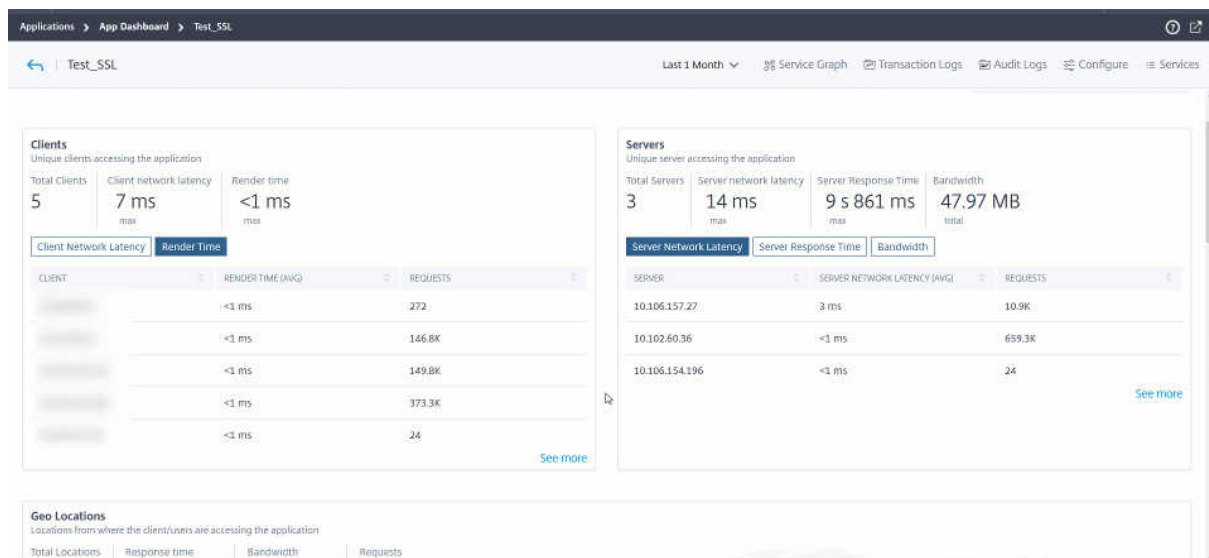 Applications > App Dashboard > Test_SSL
Test_SSL
Last 1 Month
Service Graph
Transaction Logs
Audit Logs
Configure
Services
Clients
Unique clients accessing the application
Total Clients
Client network latency
Render time
5
7 ms
<1 ms
max
max
Client Network Latency
Render Time
CLIENT
RENDER TIME (AVG)
REQUESTS
<1 ms
272
<1 ms
146.8K
<1 ms
149.8K
<1 ms
373.3K
<1 ms
24
See more
Servers
Unique server accessing the application
Total Servers
Server network latency
Server Response Time
Bandwidth
3
14 ms
9 s 861 ms
47.97 MB
max
max
total
Server Network Latency
Server Response Time
Bandwidth
SERVER
SERVER NETWORK LATENCY (AVG)
REQUESTS
10.106.157.27
3 ms
10.9K
10.102.60.36
<1 ms
659.3K
10.106.154.196
<1 ms
24
See more
Geo Locations
Locations from where the client/users are accessing the application
Total Locations
Response time
Bandwidth
Requests